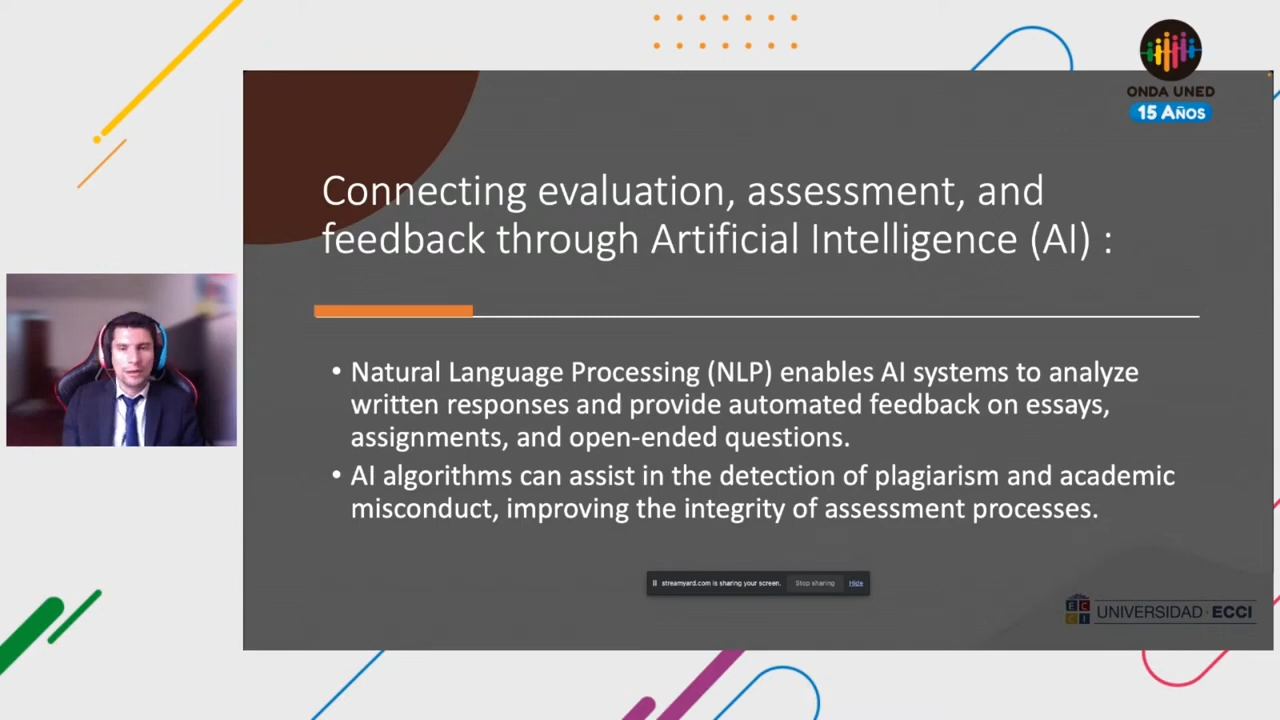 ONDA UNED
15 AÑOS
Connecting evaluation, assessment, and
feedback through Artificial Intelligence (AI) :
• Natural Language Processing (NLP) enables AI systems to analyze
written responses and provide automated feedback on essays,
assignments, and open-ended questions.
• AI algorithms can assist in the detection of plagiarism and academic
misconduct, improving the integrity of assessment processes.
streamyard.com is sharing your screen. Stop sharing Hide
ECCI UNIVERSIDAD · ECCI